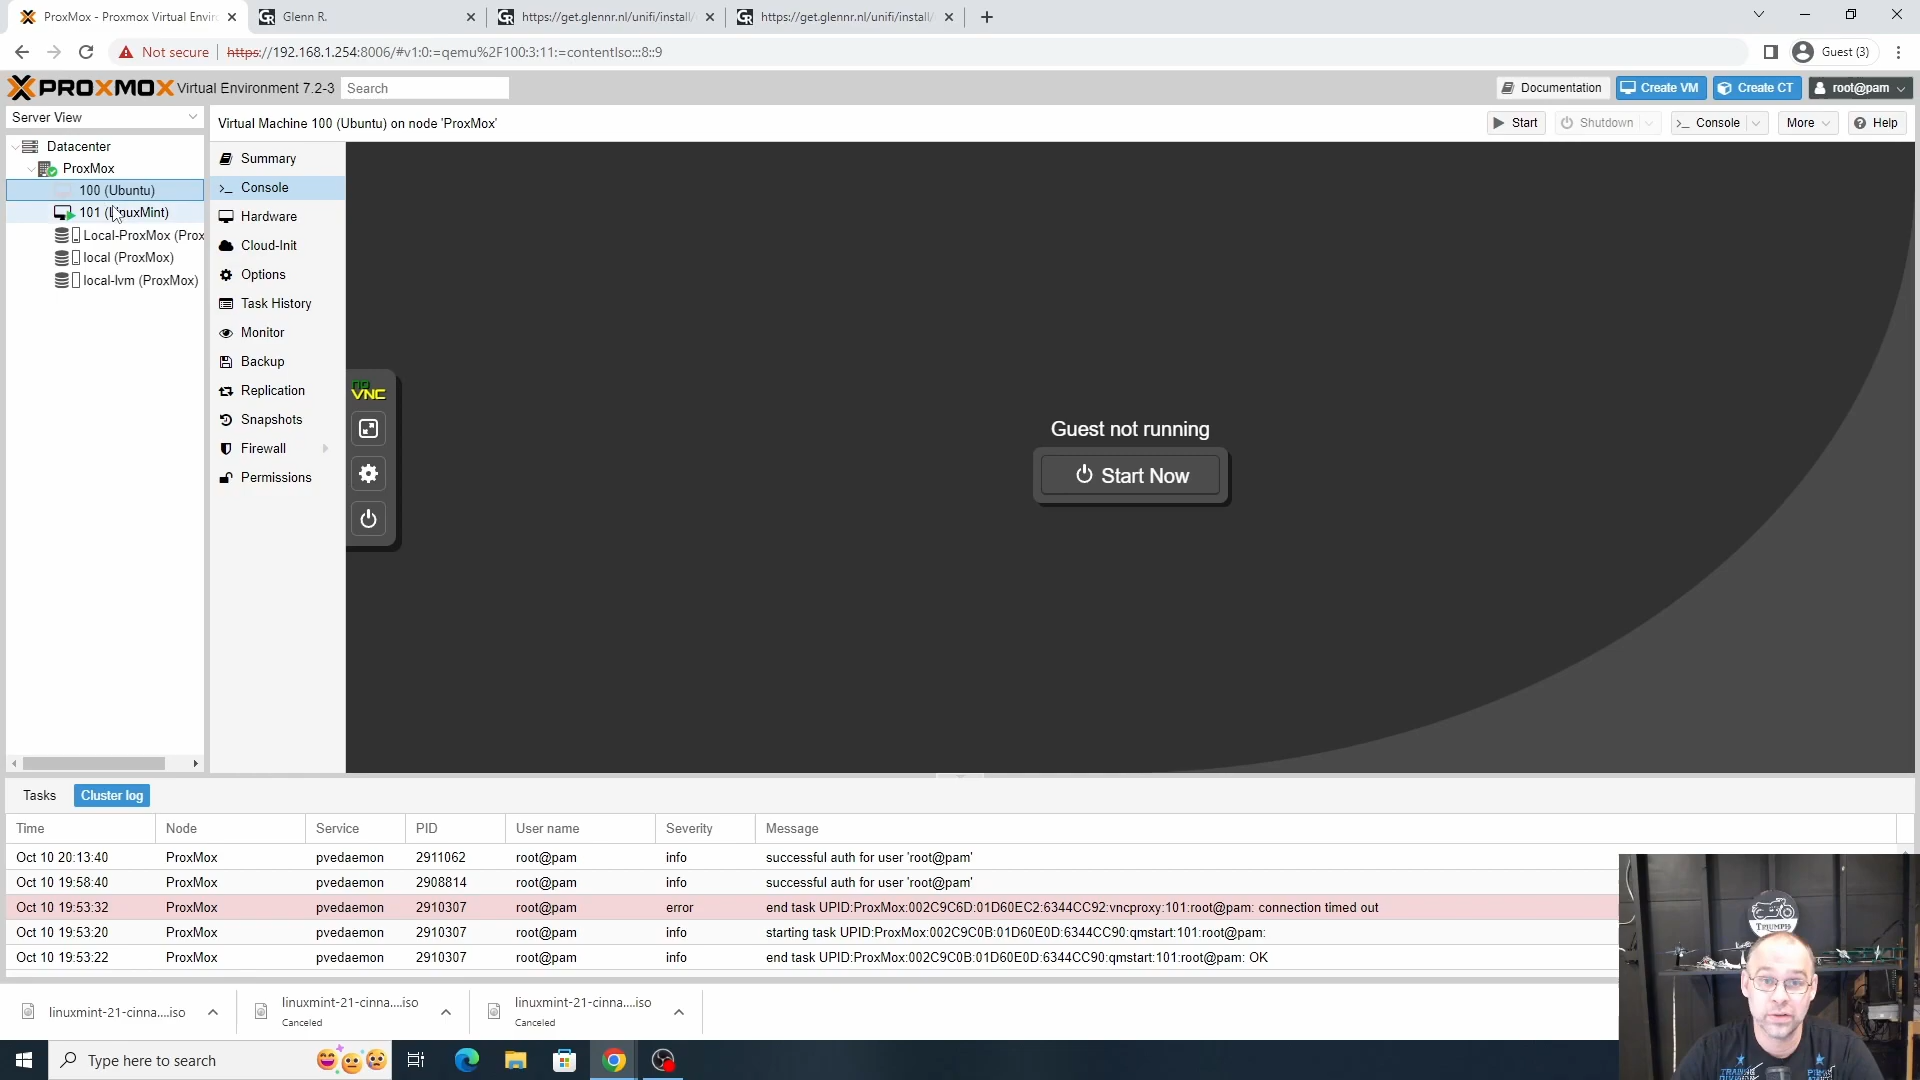 ProxMox - Proxmox Virtual Envir
Glenn R.
https://get.glennr.nl/unifi/install/
https://get.glennr.nl/unifi/install/
Not secure
https://192.168.1.254:8006/#v1:0:=qemu%2F100:3:11:=contentIso:::8::9
Guest (3)
PROXMOX Virtual Environment 7.2-3
Search
Documentation
Create VM
Create CT
root@pam
Server View
Virtual Machine 100 (Ubuntu) on node 'ProxMox'
Start
Shutdown
Console
More
Help
Datacenter
ProxMox
100 (Ubuntu)
101 (LinuxMint)
Local-ProxMox (Prox
local (ProxMox)
local-lvm (ProxMox)
Summary
Console
Hardware
Cloud-Init
Options
Task History
Monitor
Backup
Replication
Snapshots
Firewall
Permissions
no
VNC
Guest not running
Start Now
Tasks
Cluster log
Time Node Service PID User name Severity Message
Oct 10 20:13:40 ProxMox pvedaemon 2911062 root@pam info successful auth for user 'root@pam'
Oct 10 19:58:40 ProxMox pvedaemon 2908814 root@pam info successful auth for user 'root@pam'
Oct 10 19:53:32 ProxMox pvedaemon 2910307 root@pam error end task UPID:ProxMox:002C9C6D:01D60EC2:6344CC92:vncproxy:101:root@pam: connection timed out
Oct 10 19:53:20 ProxMox pvedaemon 2910307 root@pam info starting task UPID:ProxMox:002C9C0B:01D60E0D:6344CC90:qmstart:101:root@pam:
Oct 10 19:53:22 ProxMox pvedaemon 2910307 root@pam info end task UPID:ProxMox:002C9C0B:01D60E0D:6344CC90:qmstart:101:root@pam: OK
linuxmint-21-cinna....iso
linuxmint-21-cinna....iso
Canceled
linuxmint-21-cinna....iso
Canceled
Type here to search
TRIUMPH